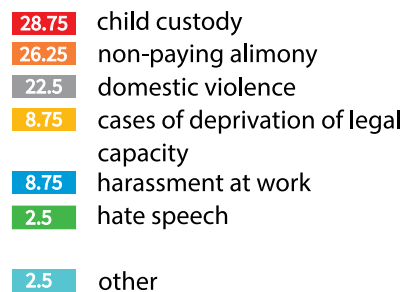 28.75 child custody
26.25 non-paying alimony
22.5 domestic violence
8.75 cases of deprivation of legal
capacity
8.75 harassment at work
2.5 hate speech
2.5 other